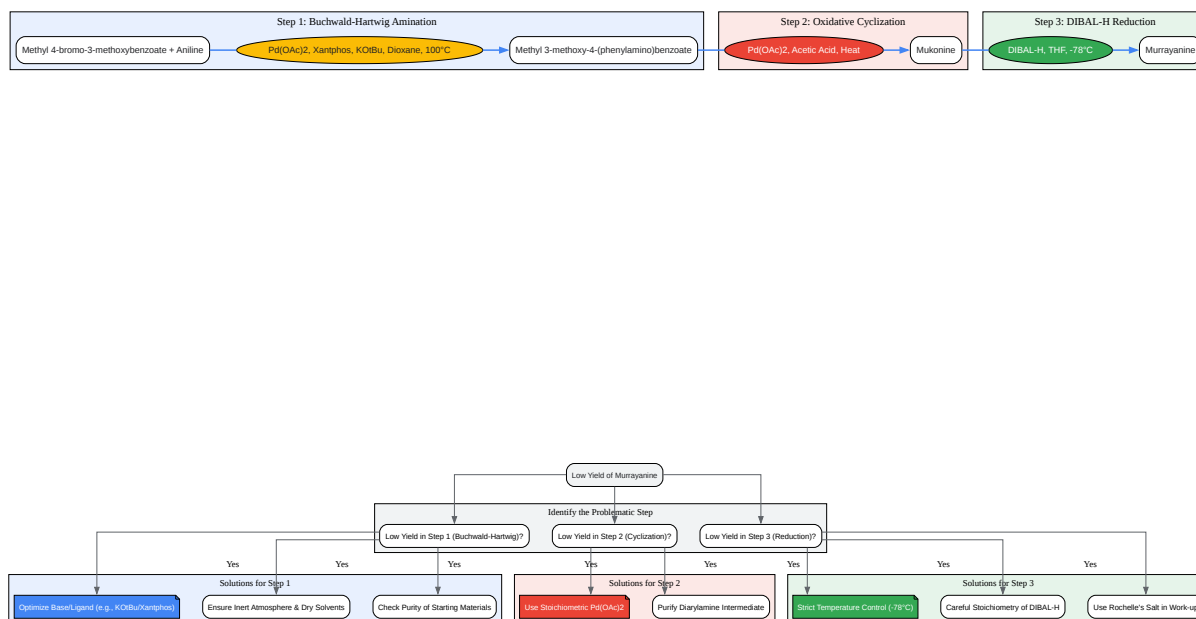 Step 1: Buchwald-Hartwig Amination
Methyl 4-bromo-3-methoxybenzoate + Aniline
Pd(OAc)2, Xantphos, KOtBu, Dioxane, 100°C
Methyl 3-methoxy-4-(phenylamino)benzoate
Step 2: Oxidative Cyclization
Pd(OAc)2, Acetic Acid, Heat
Mukonine
Step 3: DIBAL-H Reduction
DIBAL-H, THF, -78°C
Murrayanine
Low Yield of Murrayanine
Identify the Problematic Step
Low Yield in Step 1 (Buchwald-Hartwig)?
Low Yield in Step 2 (Cyclization)?
Low Yield in Step 3 (Reduction)?
Yes
Yes
Yes
Yes
Yes
Yes
Yes
Yes
Solutions for Step 1
Optimize Base/Ligand (e.g., KOtBu/Xantphos)
Ensure Inert Atmosphere & Dry Solvents
Check Purity of Starting Materials
Solutions for Step 2
Use Stoichiometric Pd(OAc)2
Purify Diarylamine Intermediate
Solutions for Step 3
Strict Temperature Control (-78°C)
Careful Stoichiometry of DIBAL-H
Use Rochelle's Salt in Work-up